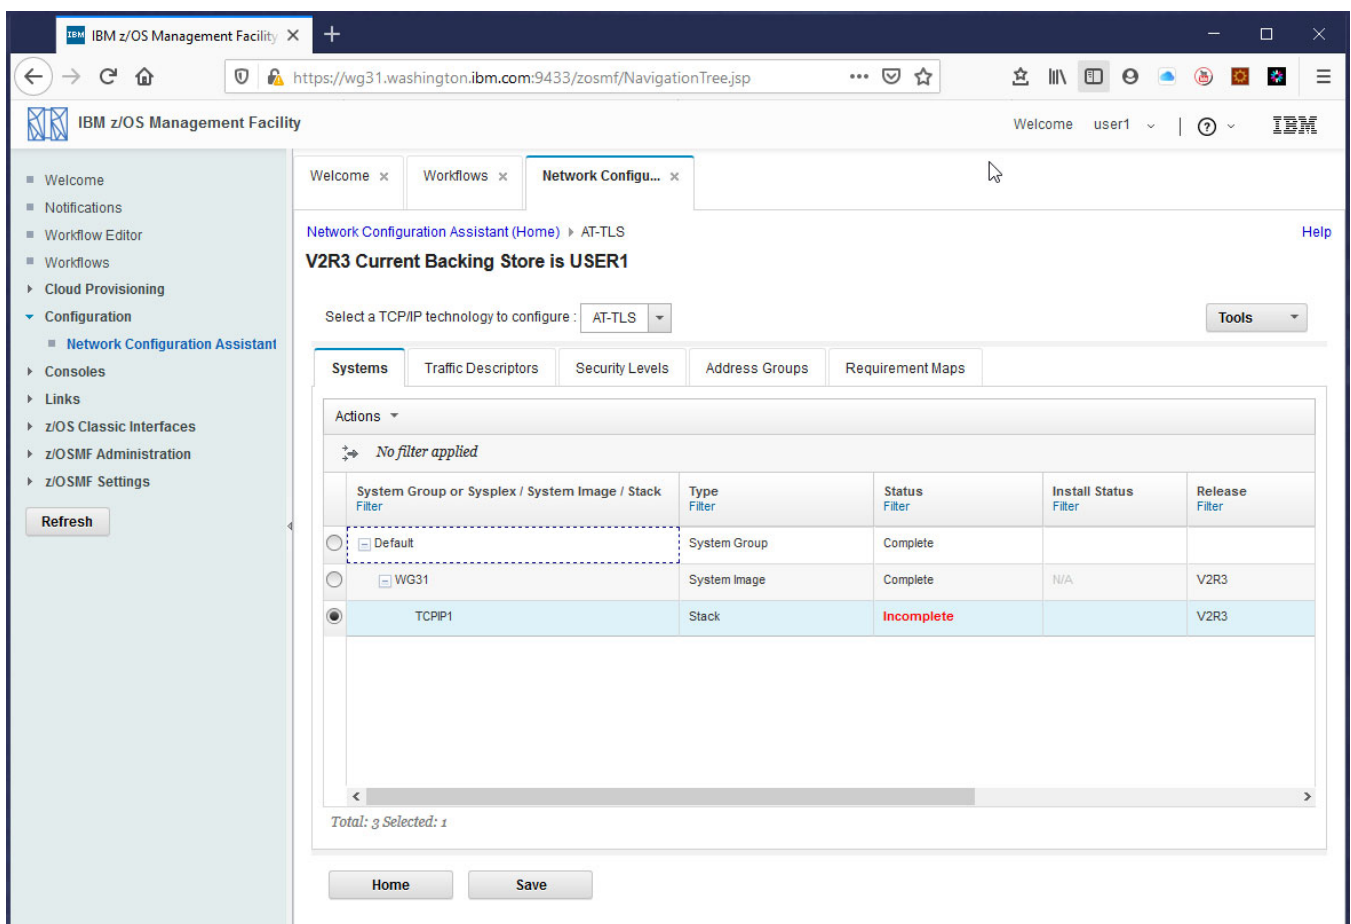 IBM IBM z/OS Management Facility
https://wg31.washington.ibm.com:9433/zosmf/NavigationTree.jsp
IBM z/OS Management Facility
Welcome user1
IBM
Welcome
Notifications
Workflow Editor
Workflows
Cloud Provisioning
Configuration
Network Configuration Assistant
Consoles
Links
z/OS Classic Interfaces
z/OSMF Administration
z/OSMF Settings
Refresh
Welcome Workflows Network Configu...
Network Configuration Assistant (Home) AT-TLS Help
V2R3 Current Backing Store is USER1
Select a TCP/IP technology to configure : AT-TLS Tools
Systems Traffic Descriptors Security Levels Address Groups Requirement Maps
Actions
No filter applied
System Group or Sysplex / System Image / Stack Type Status Install Status Release
Filter Filter Filter Filter Filter
Default System Group Complete
WG31 System Image Complete N/A V2R3
TCPIP1 Stack Incomplete V2R3
Total: 3 Selected: 1
Home Save